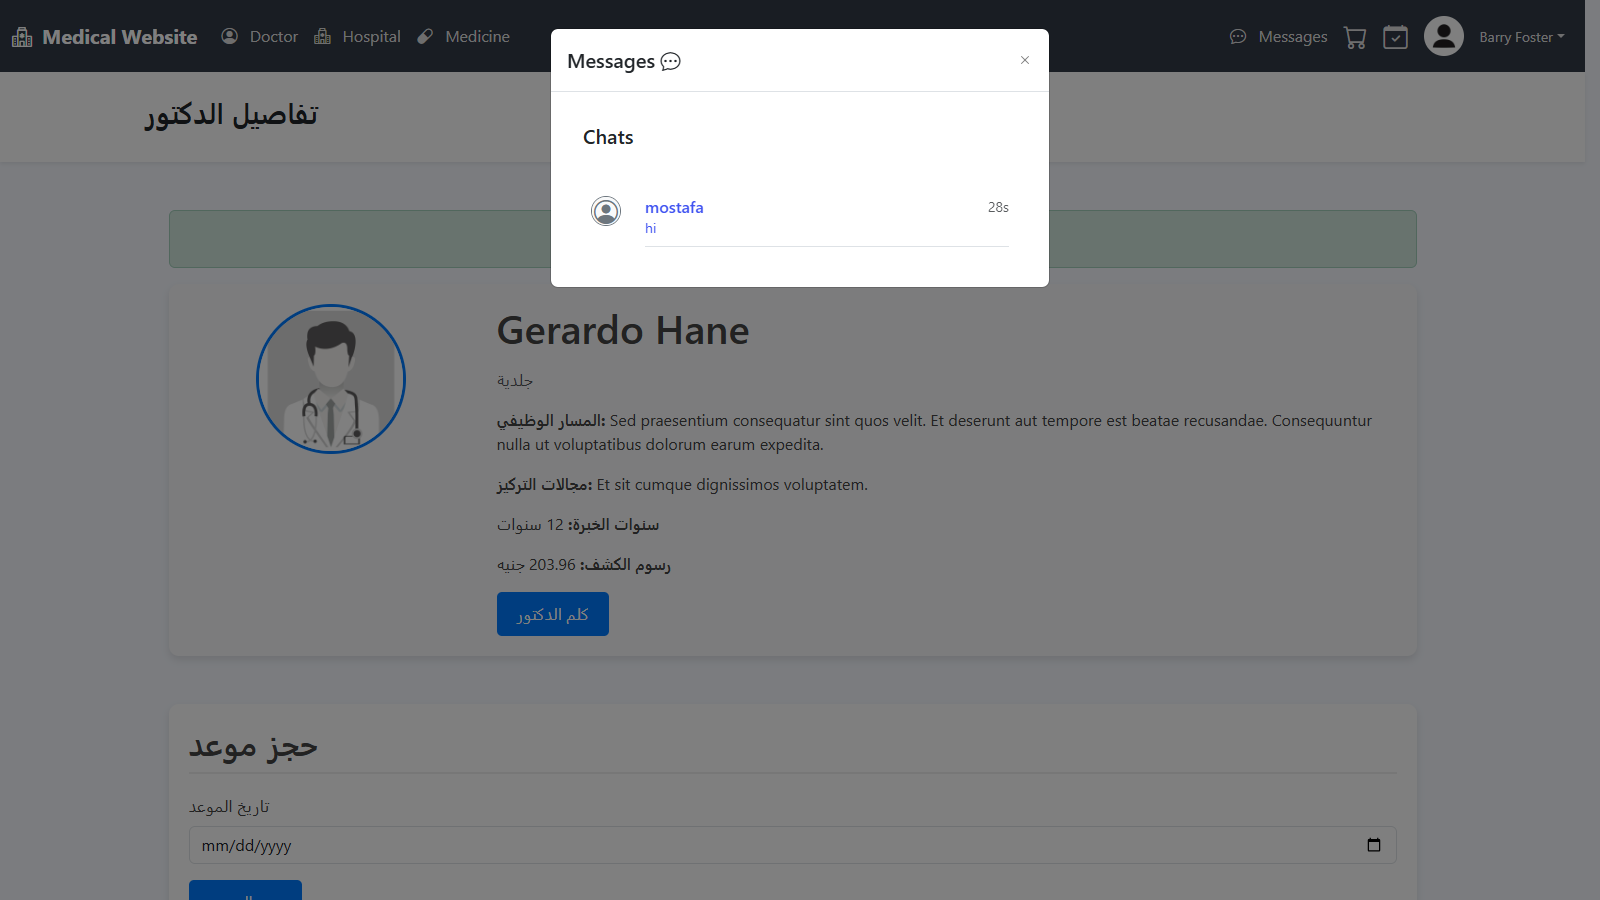 Medical Website Doctor Hospital Medicine Messages Barry Foster
Messages
×
تفاصيل الدكتور
Chats
mostafa 28s
hi
Gerardo Hane
جلدية
المسار الوظيفي: Sed praesentium consequatur sint quos velit. Et deserunt aut tempore est beatae recusandae. Consequuntur
nulla ut voluptatibus dolorum earum expedita.
مجالات التركيز: Et sit cumque dignissimos voluptatem.
سنوات الخبرة: 12 سنوات
رسوم الكشف: 203.96 جنيه
كلم الدكتور
حجز موعد
تاريخ الموعد
mm/dd/yyyy